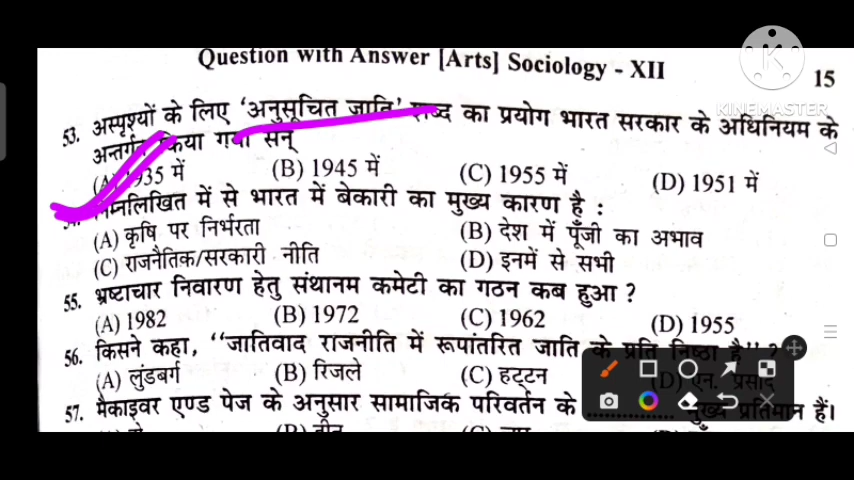 Question with Answer [Arts] Sociology - XII
15
KINEMASTER
53. अस्पृश्यों के लिए 'अनुसूचित जाति' शब्द का प्रयोग भारत सरकार के अधिनियम के
अन्तर्गत किया गया सन्
(A) 1935 में (B) 1945 में (C) 1955 में (D) 1951 में
निम्नलिखित में से भारत में बेकारी का मुख्य कारण है :
(A) कृषि पर निर्भरता (B) देश में पूँजी का अभाव
(C) राजनैतिक/सरकारी नीति (D) इनमें से सभी
55. भ्रष्टाचार निवारण हेतु संथानम कमेटी का गठन कब हुआ ?
(A) 1982 (B) 1972 (C) 1962 (D) 1955
56. किसने कहा, "जातिवाद राजनीति में रूपांतरित जाति के प्रति निष्ठा है" ?
(A) लुंडबर्ग (B) रिजले (C) हट्टन (D) एन. प्रसाद
57. मैकाइवर एण्ड पेज के अनुसार सामाजिक परिवर्तन के .............. मुख्य प्रतिमान हैं।